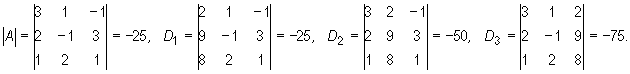 |A| = |3 1 −1; 2 −1 3; 1 2 1| = −25, D₁ = |2 1 −1; 9 −1 3; 8 2 1| = −25, D₂ = |3 2 −1; 2 9 3; 1 8 1| = −50, D₃ = |3 1 2; 2 −1 9; 1 2 8| = −75.